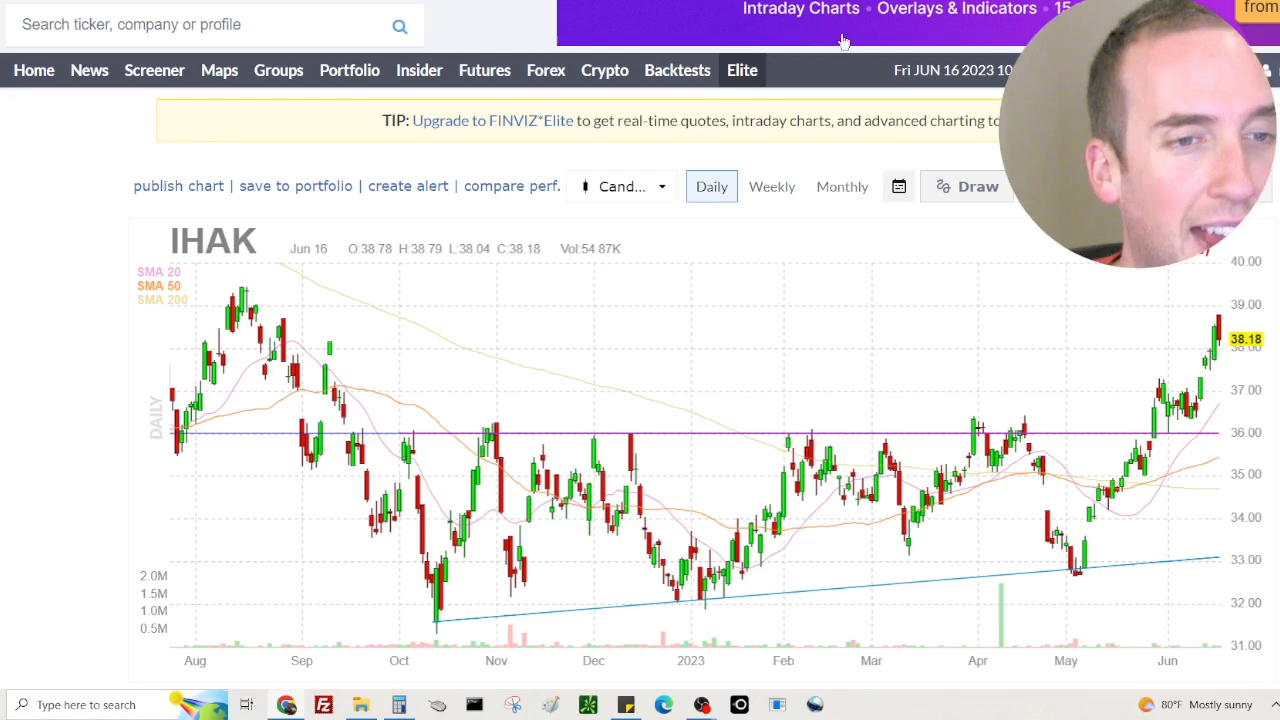 Intraday Charts • Overlays & Indicators • 15
from
Search ticker, company or profile
Home News Screener Maps Groups Portfolio Insider Futures Forex Crypto Backtests Elite
Fri JUN 16 2023 10
TIP: Upgrade to FINVIZ*Elite to get real-time quotes, intraday charts, and advanced charting to
publish chart | save to portfolio | create alert | compare perf.
Cand...
Daily
Weekly
Monthly
Draw
IHAK
Jun 16 O:38.78 H:38.79 L:38.04 C:38.18 Vol:54.87K
SMA 20
SMA 50
SMA 200
DAILY
40.00
39.00
38.18
38.00
37.00
36.00
35.00
34.00
33.00
32.00
31.00
2.0M
1.5M
1.0M
0.5M
Aug Sep Oct Nov Dec 2023 Feb Mar Apr May Jun
Type here to search
80°F Mostly sunny